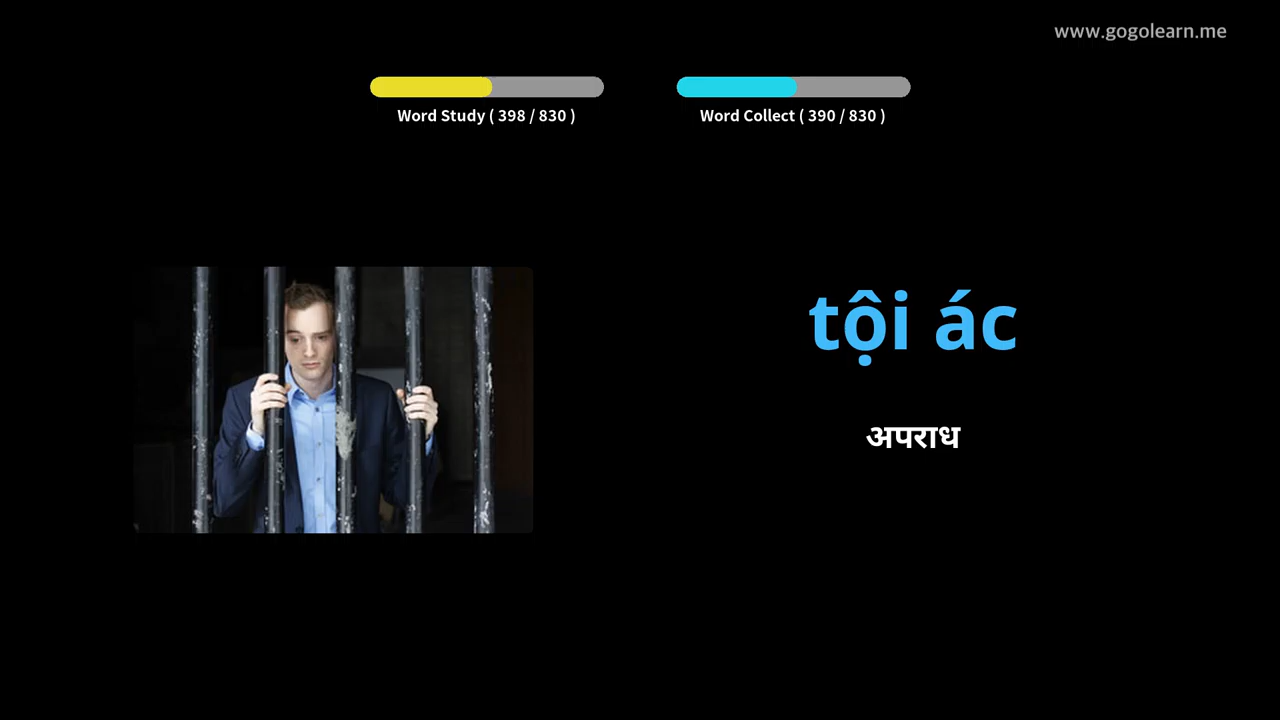 www.gogolearn.me
Word Study ( 398 / 830 )
Word Collect ( 390 / 830 )
tội ác
अपराध